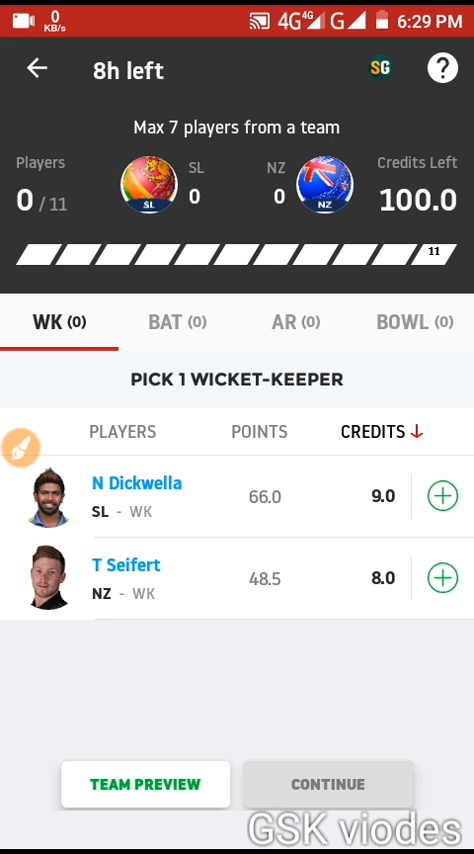 0 KB/s 4G 4G G 6:29 PM
8h left SG ?
Max 7 players from a team
Players SL NZ Credits Left
0 / 11 SL 0 0 NZ 100.0
11
WK (0) BAT (0) AR (0) BOWL (0)
PICK 1 WICKET-KEEPER
PLAYERS POINTS CREDITS
N Dickwella 66.0 9.0
SL - WK
T Seifert 48.5 8.0
NZ - WK
TEAM PREVIEW CONTINUE
GSK viodes